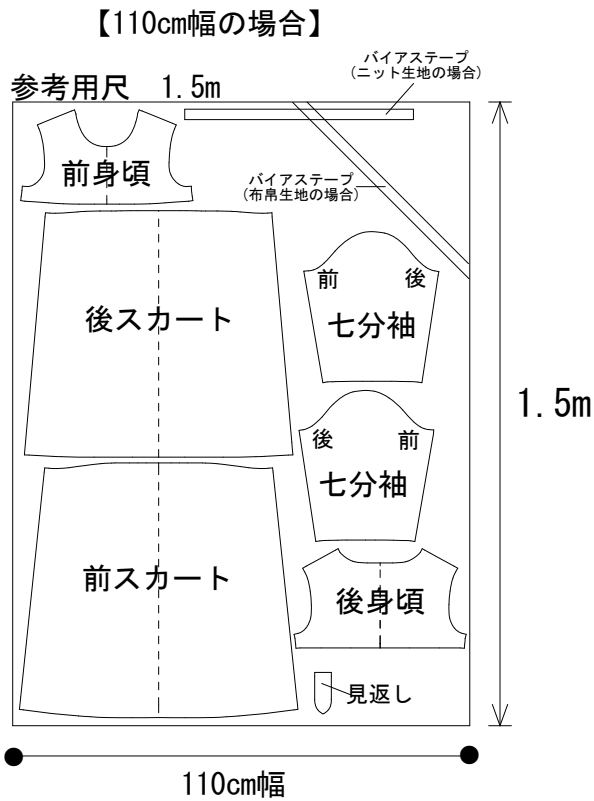 【110cm幅の場合】
バイアステープ
(ニット生地の場合)
参考用尺 1.5m
前身頃
バイアステープ
(布帛生地の場合)
前 後
後スカート
七分袖
1.5m
後 前
七分袖
前スカート
後身頃
見返し
110cm幅